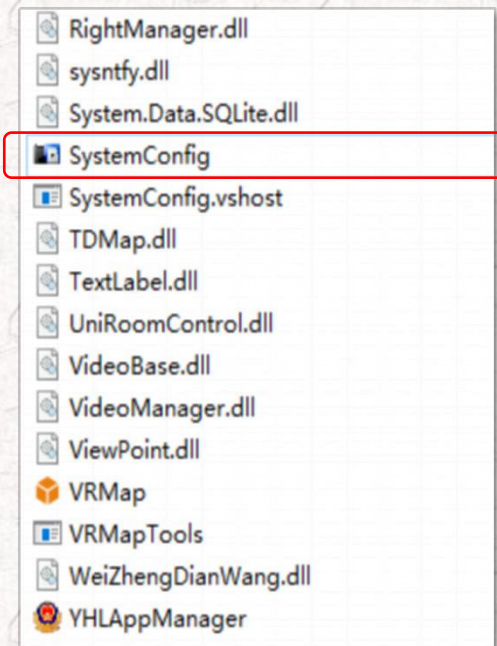 RightManager.dll
sysntfy.dll
System.Data.SQLite.dll
SystemConfig
SystemConfig.vshost
TDMap.dll
TextLabel.dll
UniRoomControl.dll
VideoBase.dll
VideoManager.dll
ViewPoint.dll
VRMap
VRMapTools
WeiZhengDianWang.dll
YHLAppManager